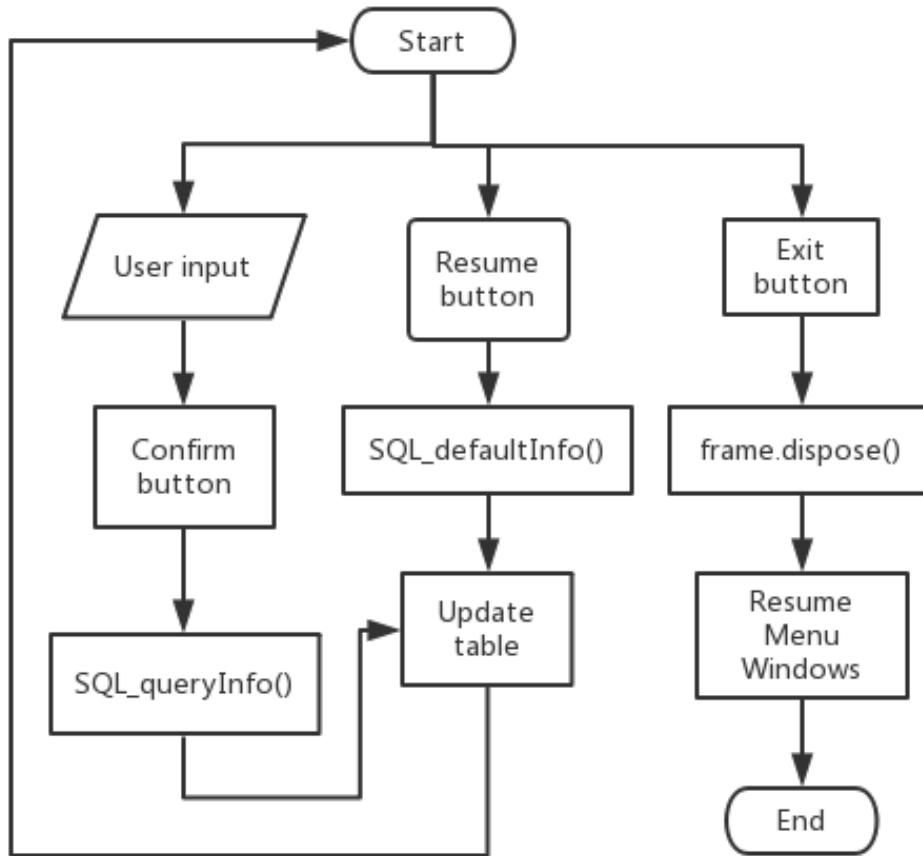 Start
User input
Resume
button
Exit
button
Confirm
button
SQL_defaultInfo()
frame.dispose()
Update
table
Resume
Menu
Windows
SQL_queryInfo()
End